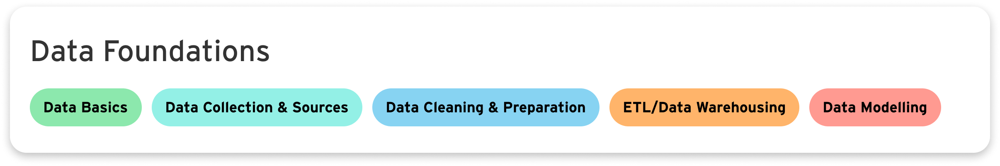 Data Foundations
Data Basics
Data Collection & Sources
Data Cleaning & Preparation
ETL/Data Warehousing
Data Modelling